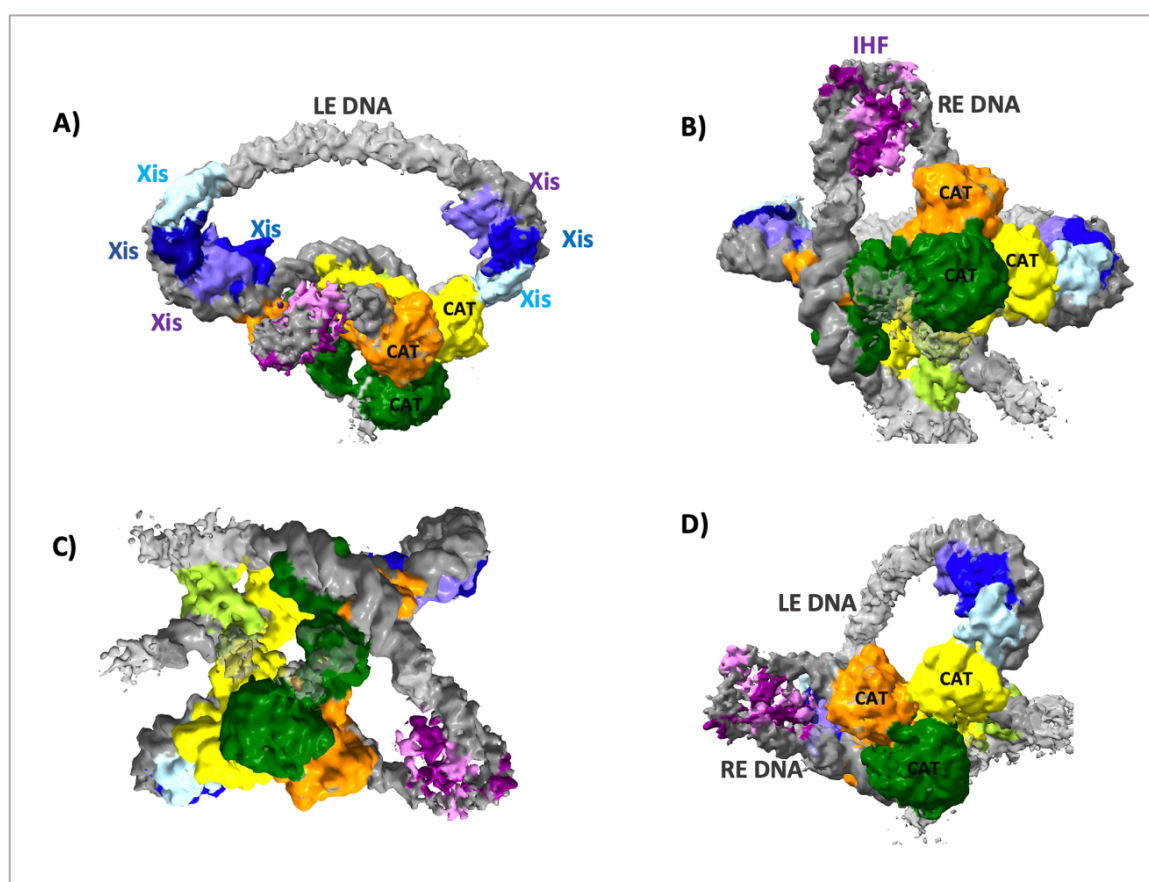 A)
LE DNA
Xis
Xis
Xis
Xis
Xis
Xis
Xis
CAT
CAT
CAT
B)
IHF
RE DNA
CAT
CAT
CAT
C)
D)
LE DNA
CAT
CAT
RE DNA
CAT